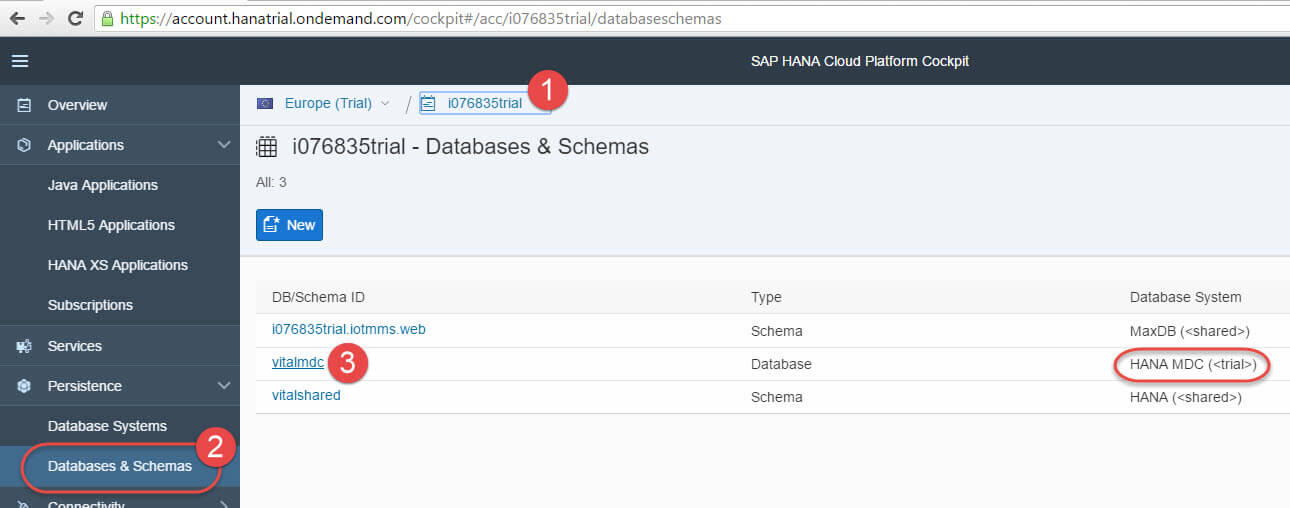 https://account.hanatrial.ondemand.com/cockpit#/acc/i076835trial/databaseschemas
SAP HANA Cloud Platform Cockpit
Overview
Applications
Java Applications
HTML5 Applications
HANA XS Applications
Subscriptions
Services
Persistence
Database Systems
Databases & Schemas
2
Connectivity
Europe (Trial) / i076835trial
1
i076835trial - Databases & Schemas
All: 3
New
DB/Schema ID Type Database System
i076835trial.iotmms.web Schema MaxDB (<shared>)
vitalmdc 3 Database HANA MDC (<trial>)
vitalshared Schema HANA (<shared>)